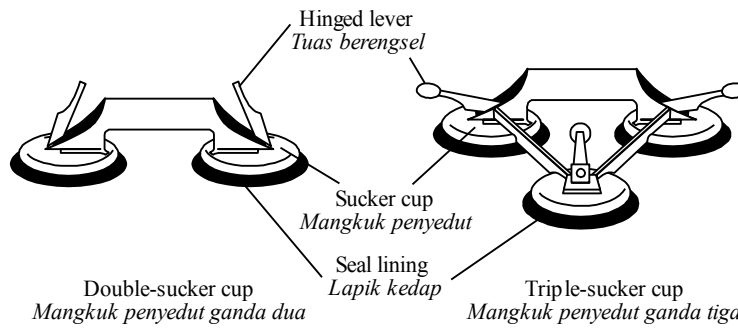 Hinged lever
Tuas berengsel
Sucker cup
Mangkuk penyedut
Seal lining
Lapik kedap
Double-sucker cup
Mangkuk penyedut ganda dua
Triple-sucker cup
Mangkuk penyedut ganda tiga